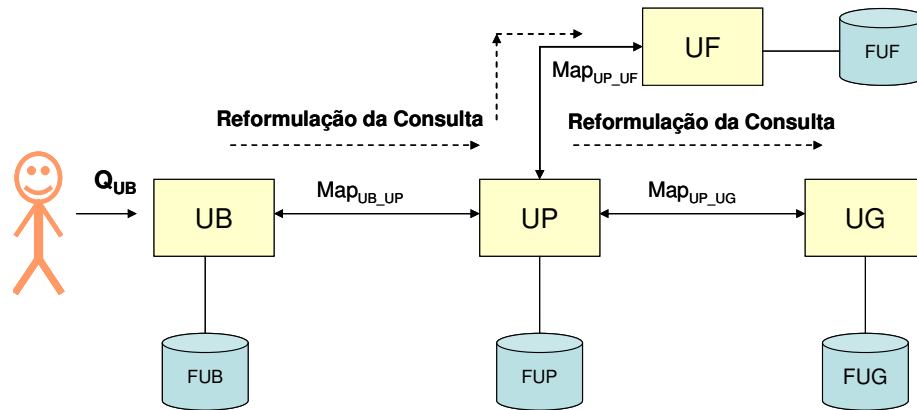 UF
FUF
Map_UP_UF
Reformulação da Consulta
Reformulação da Consulta
Q_UB
Map_UB_UP
Map_UP_UG
UB
UP
UG
FUB
FUP
FUG